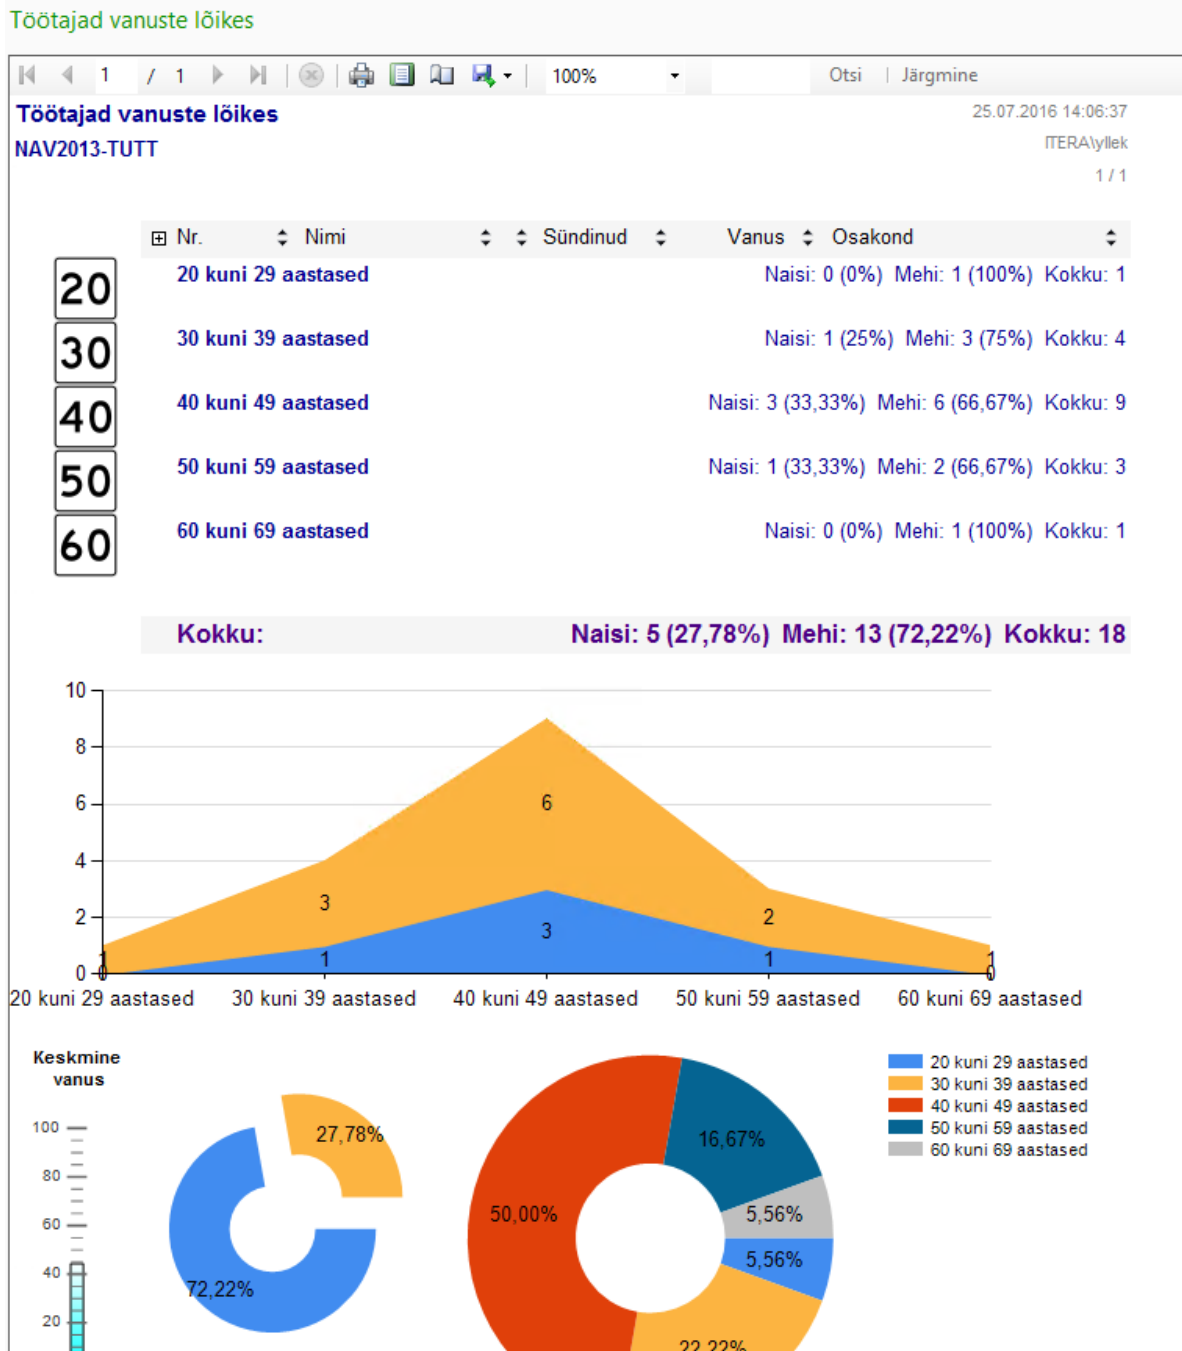 Töötajad vanuste lõikes
1 / 1 100% Otsi | Järgmine
Töötajad vanuste lõikes 25.07.2016 14:06:37
NAV2013-TUTT ITERA\yllek
1 / 1
Nr. Nimi Sündinud Vanus Osakond
20 20 kuni 29 aastased Naisi: 0 (0%) Mehi: 1 (100%) Kokku: 1
30 30 kuni 39 aastased Naisi: 1 (25%) Mehi: 3 (75%) Kokku: 4
40 40 kuni 49 aastased Naisi: 3 (33,33%) Mehi: 6 (66,67%) Kokku: 9
50 50 kuni 59 aastased Naisi: 1 (33,33%) Mehi: 2 (66,67%) Kokku: 3
60 60 kuni 69 aastased Naisi: 0 (0%) Mehi: 1 (100%) Kokku: 1
Kokku: Naisi: 5 (27,78%) Mehi: 13 (72,22%) Kokku: 18
10
8
6
4
2
0
6
3
3
2
1
1
1
0
1
0
20 kuni 29 aastased 30 kuni 39 aastased 40 kuni 49 aastased 50 kuni 59 aastased 60 kuni 69 aastased
Keskmine
vanus
100
80
60
40
20
27,78%
72,22%
16,67%
50,00%
5,56%
5,56%
22,22%
20 kuni 29 aastased
30 kuni 39 aastased
40 kuni 49 aastased
50 kuni 59 aastased
60 kuni 69 aastased